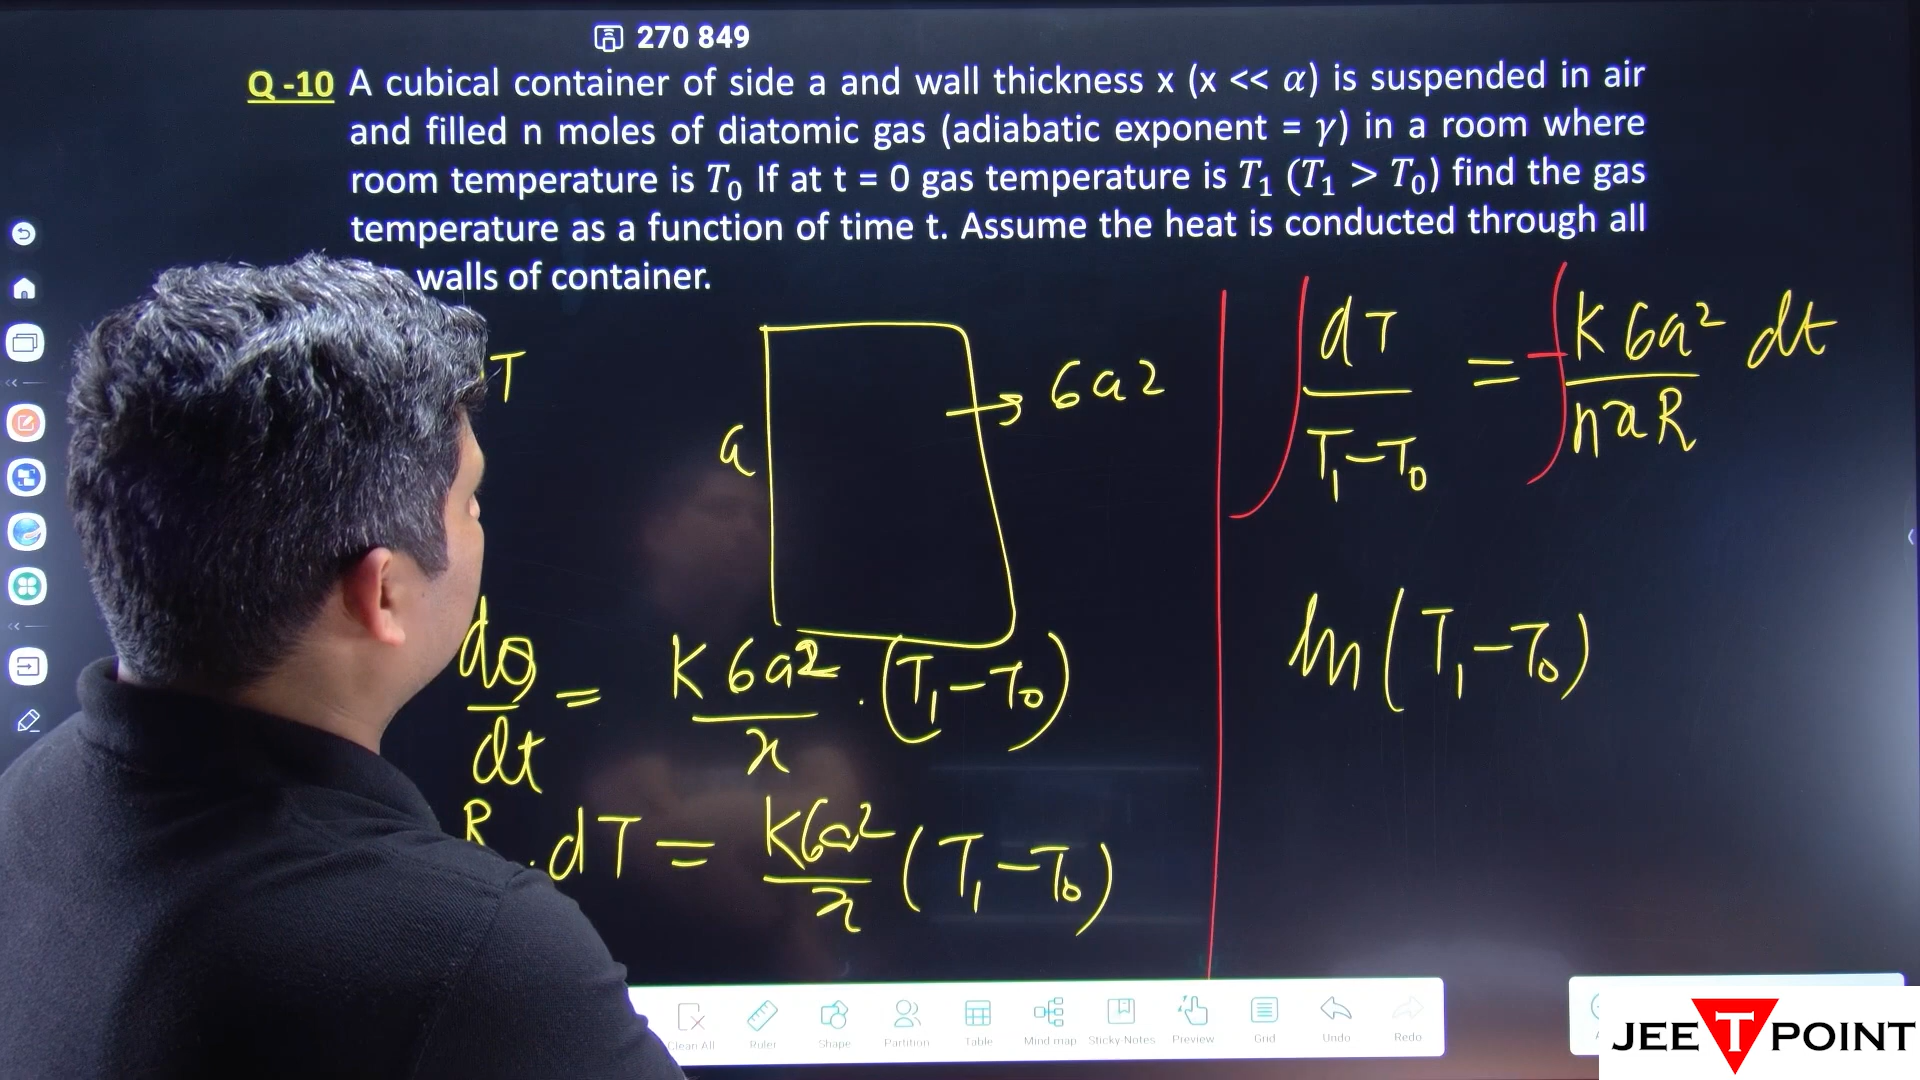 270 849
Q -10 A cubical container of side a and wall thickness x (x << α) is suspended in air
and filled n moles of diatomic gas (adiabatic exponent = γ) in a room where
room temperature is T₀ If at t = 0 gas temperature is T₁ (T₁ > T₀) find the gas
temperature as a function of time t. Assume the heat is conducted through all
walls of container.
T
a
6a2
dQ/dt = K6a²/x . (T₁-T₀)
R . dT = K6a²/x (T₁-T₀)
∫ dT/(T₁-T₀) = -∫ K6a² dt/nxR
ln(T₁-T₀)
Clean All Ruler Shape Partition Table Mind map Sticky-Notes Preview Grid Undo Redo
JEE T POINT